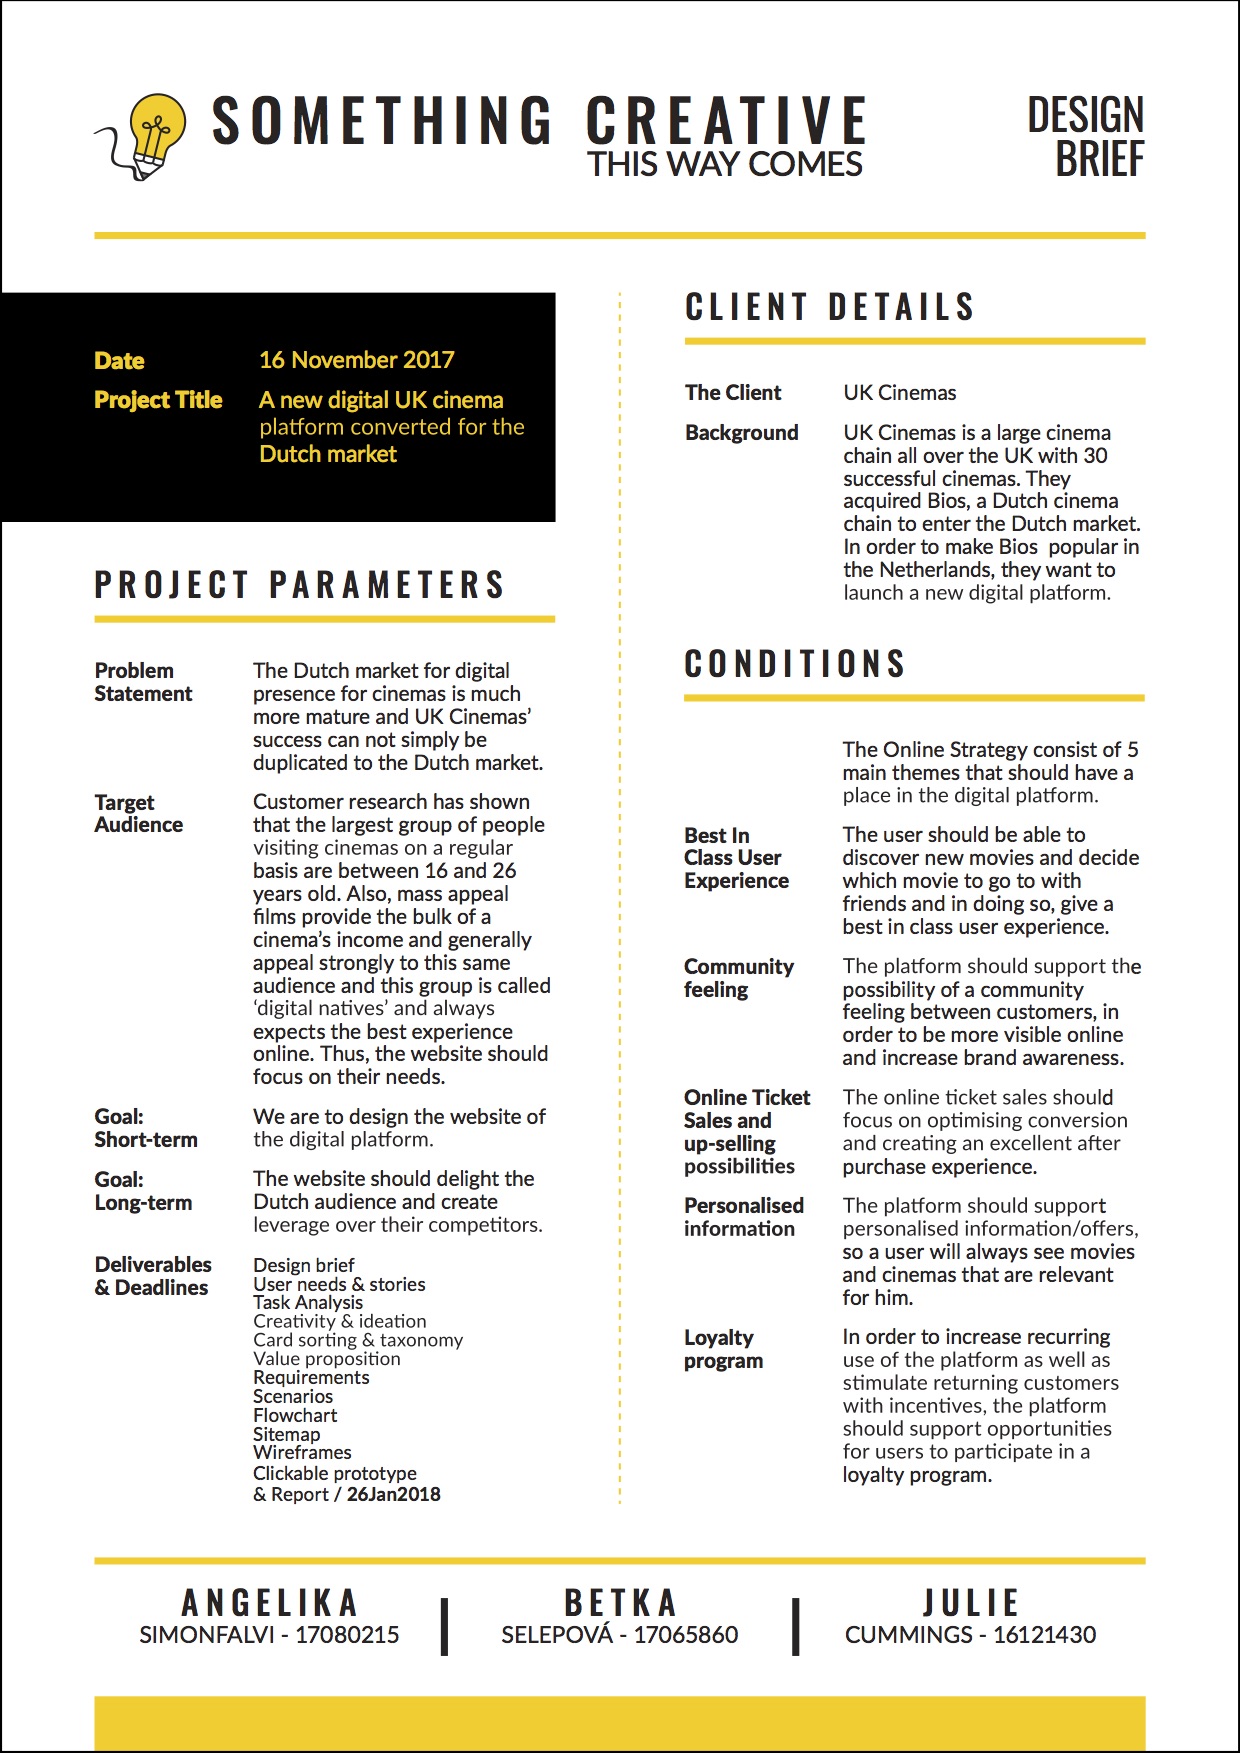 SOMETHING CREATIVE
THIS WAY COMES
DESIGN
BRIEF
Date 16 November 2017
Project Title A new digital UK cinema
platform converted for the
Dutch market
PROJECT PARAMETERS
Problem The Dutch market for digital
Statement presence for cinemas is much
more mature and UK Cinemas’
success can not simply be
duplicated to the Dutch market.
Target Customer research has shown
Audience that the largest group of people
visiting cinemas on a regular
basis are between 16 and 26
years old. Also, mass appeal
films provide the bulk of a
cinema’s income and generally
appeal strongly to this same
audience and this group is called
‘digital natives’ and always
expects the best experience
online. Thus, the website should
focus on their needs.
Goal: We are to design the website of
Short-term the digital platform.
Goal: The website should delight the
Long-term Dutch audience and create
leverage over their competitors.
Deliverables Design brief
& Deadlines User needs & stories
Task Analysis
Creativity & ideation
Card sorting & taxonomy
Value proposition
Requirements
Scenarios
Flowchart
Sitemap
Wireframes
Clickable prototype
& Report / 26Jan2018
CLIENT DETAILS
The Client UK Cinemas
Background UK Cinemas is a large cinema
chain all over the UK with 30
successful cinemas. They
acquired Bios, a Dutch cinema
chain to enter the Dutch market.
In order to make Bios  popular in
the Netherlands, they want to
launch a new digital platform.
CONDITIONS
The Online Strategy consist of 5
main themes that should have a
place in the digital platform.
Best In The user should be able to
Class User discover new movies and decide
Experience which movie to go to with
friends and in doing so, give a
best in class user experience.
Community The platform should support the
feeling possibility of a community
feeling between customers, in
order to be more visible online
and increase brand awareness.
Online Ticket The online ticket sales should
Sales and focus on optimising conversion
up-selling and creating an excellent after
possibilities purchase experience.
Personalised The platform should support
information personalised information/offers,
so a user will always see movies
and cinemas that are relevant
for him.
Loyalty In order to increase recurring
program use of the platform as well as
stimulate returning customers
with incentives, the platform
should support opportunities
for users to participate in a
loyalty program.
ANGELIKA
SIMONFALVI - 17080215
BETKA
SELEPOVÁ - 17065860
JULIE
CUMMINGS - 16121430